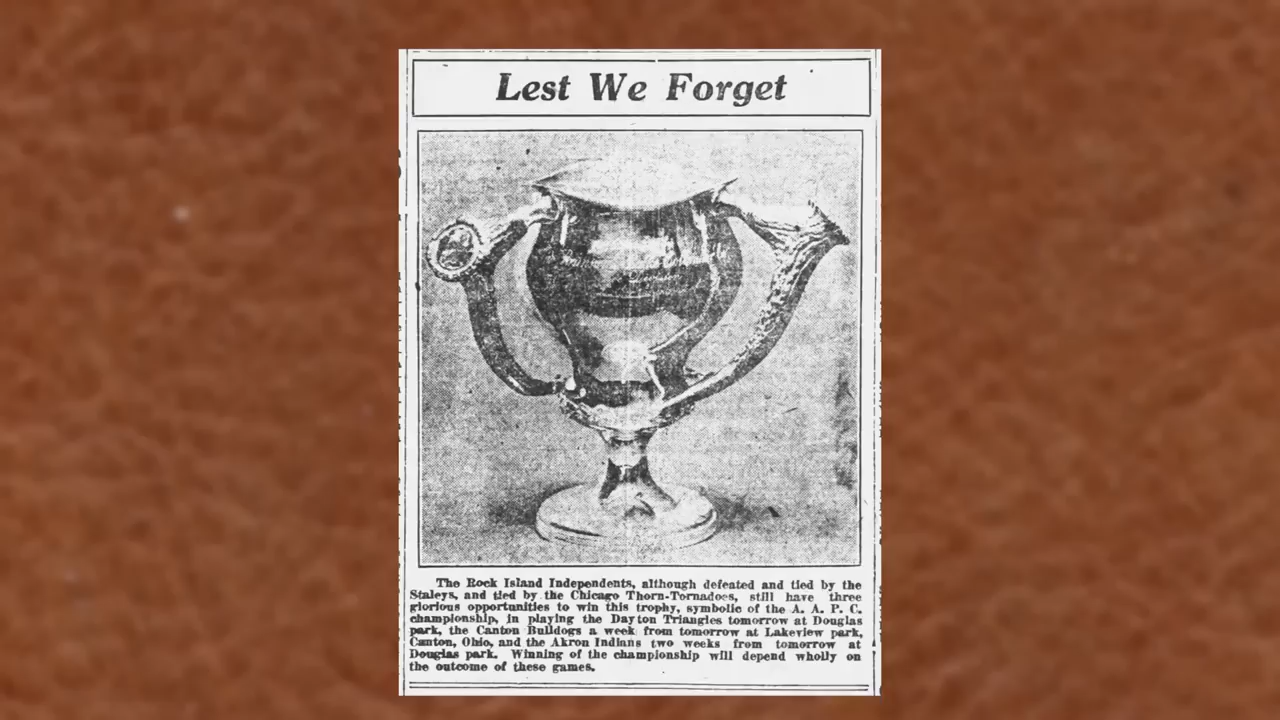 Lest We Forget
The Rock Island Independents, although defeated and tied by the
Staleys, and tied by the Chicago Thorn-Tornadoes, still have three
glorious opportunities to win this trophy, symbolic of the A. A. P. C.
championship, in playing the Dayton Triangles tomorrow at Douglas
park, the Canton Bulldogs a week from tomorrow at Lakeview park,
Canton, Ohio, and the Akron Indians two weeks from tomorrow at
Douglas park. Winning of the championship will depend wholly on
the outcome of these games.